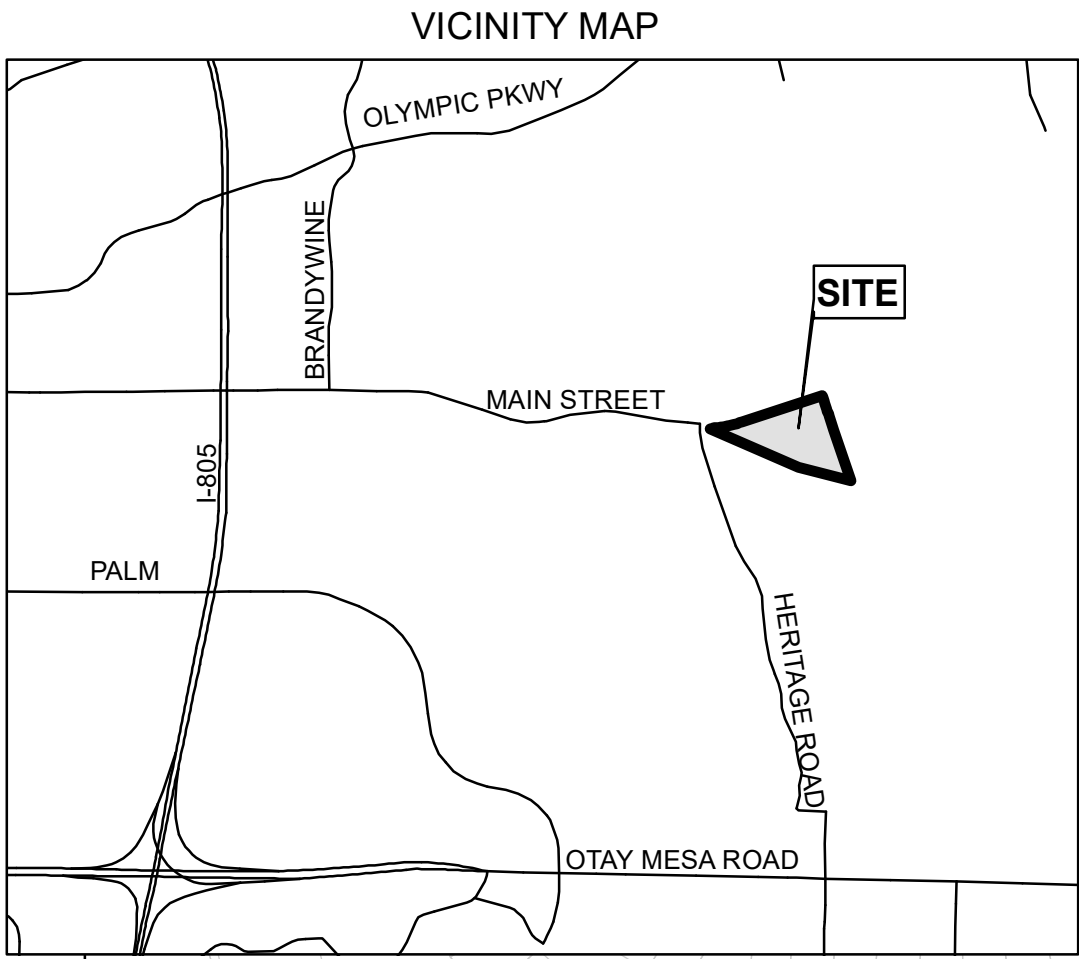 VICINITY MAP
OLYMPIC PKWY
BRANDYWINE
SITE
MAIN STREET
I-805
PALM
HERITAGE ROAD
OTAY MESA ROAD